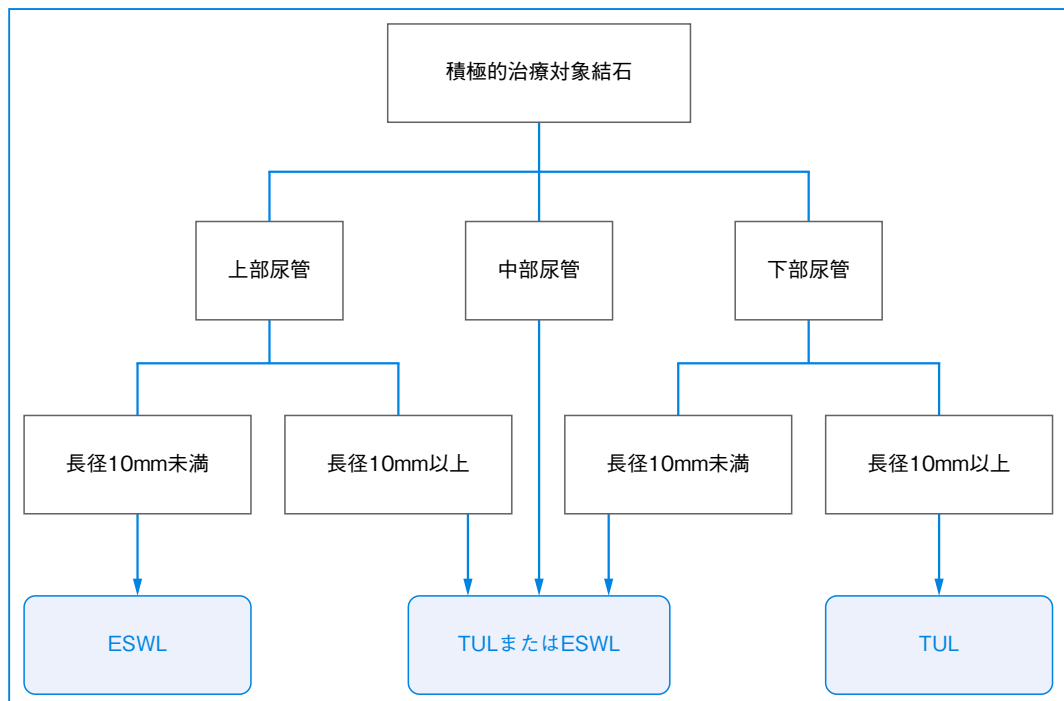 積極的治療対象結石
上部尿管
中部尿管
下部尿管
長径10mm未満
長径10mm以上
長径10mm未満
長径10mm以上
ESWL
TULまたはESWL
TUL